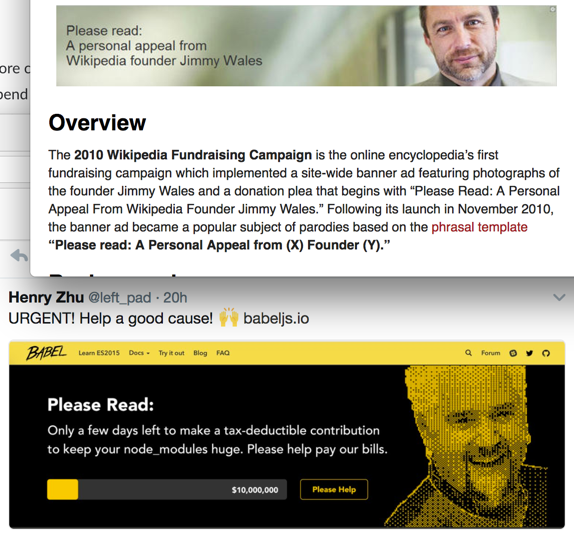 Please read:
A personal appeal from
Wikipedia founder Jimmy Wales
ore
pend
Overview
The 2010 Wikipedia Fundraising Campaign is the online encyclopedia’s first
fundraising campaign which implemented a site-wide banner ad featuring photographs of
the founder Jimmy Wales and a donation plea that begins with “Please Read: A Personal
Appeal From Wikipedia Founder Jimmy Wales.” Following its launch in November 2010,
the banner ad became a popular subject of parodies based on the phrasal template
“Please read: A Personal Appeal from (X) Founder (Y).”
Henry Zhu @left_pad · 20h
URGENT! Help a good cause! 🙌 babeljs.io
BABEL Learn ES2015 Docs Try it out Blog FAQ Forum
Please Read:
Only a few days left to make a tax-deductible contribution
to keep your node_modules huge. Please help pay our bills.
$10,000,000 Please Help